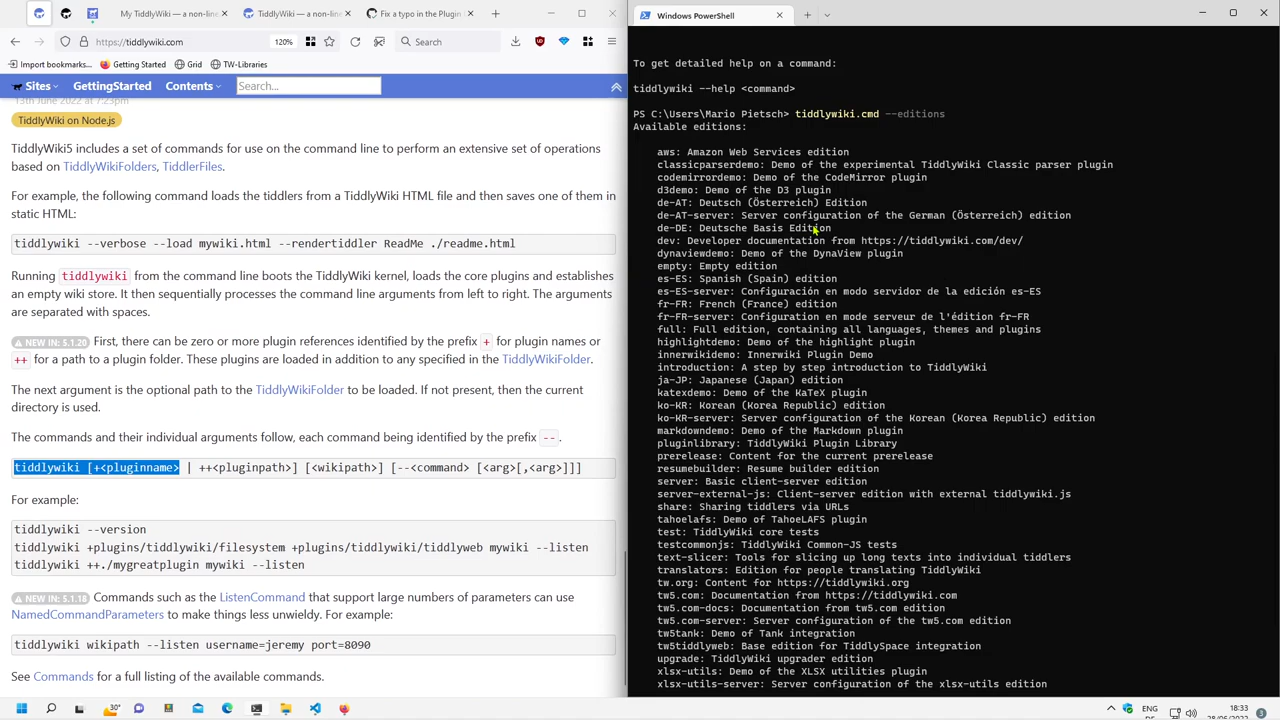 My TiddlyWiki — a non-line
TiddlyWiki — a non-line
Fix a typo in the Plugin
https://tiddlywiki.com
120%
Search
Import bookmarks...
Getting Started
Grid
TW-Libraries
Sites
GettingStarted
Contents
Search...
13th June 2022 at 7:23pm
TiddlyWiki on Node.js
TiddlyWiki5 includes a set of commands for use on the command line to perform an extensive set of operations
based on TiddlyWikiFolders, TiddlerFiles.
For example, the following command loads the tiddlers from a TiddlyWiki HTML file and then saves one of them in
static HTML:
tiddlywiki --verbose --load mywiki.html --rendertiddler ReadMe ./readme.html
Running tiddlywiki from the command line boots the TiddlyWiki kernel, loads the core plugins and establishes
an empty wiki store. It then sequentially processes the command line arguments from left to right. The arguments
are separated with spaces.
NEW IN: 5.1.20 First, there can be zero or more plugin references identified by the prefix + for plugin names or
++ for a path to a plugin folder. These plugins are loaded in addition to any specified in the TiddlyWikiFolder.
The next argument is the optional path to the TiddlyWikiFolder to be loaded. If not present, then the current
directory is used.
The commands and their individual arguments follow, each command being identified by the prefix --.
tiddlywiki [+<pluginname> | ++<pluginpath>] [<wikipath>] [--<command> [<arg>[,<arg>]]]
For example:
tiddlywiki --version
tiddlywiki +plugins/tiddlywiki/filesystem +plugins/tiddlywiki/tiddlyweb mywiki --listen
tiddlywiki ++./mygreatplugin mywiki --listen
NEW IN: 5.1.18 Commands such as the ListenCommand that support large numbers of parameters can use
NamedCommandParameters to make things less unwieldy. For example:
tiddlywiki wikipath --listen username=jeremy port=8090
See Commands for a full listing of the available commands.
Windows PowerShell
To get detailed help on a command:
tiddlywiki --help <command>
PS C:\Users\Mario Pietsch> tiddlywiki.cmd --editions
Available editions:
aws: Amazon Web Services edition
classicparserdemo: Demo of the experimental TiddlyWiki Classic parser plugin
codemirrordemo: Demo of the CodeMirror plugin
d3demo: Demo of the D3 plugin
de-AT: Deutsch (Österreich) Edition
de-AT-server: Server configuration of the German (Österreich) edition
de-DE: Deutsche Basis Edition
dev: Developer documentation from https://tiddlywiki.com/dev/
dynaviewdemo: Demo of the DynaView plugin
empty: Empty edition
es-ES: Spanish (Spain) edition
es-ES-server: Configuración en modo servidor de la edición es-ES
fr-FR: French (France) edition
fr-FR-server: Configuration en mode serveur de l'édition fr-FR
full: Full edition, containing all languages, themes and plugins
highlightdemo: Demo of the highlight plugin
innerwikidemo: Innerwiki Plugin Demo
introduction: A step by step introduction to TiddlyWiki
ja-JP: Japanese (Japan) edition
katexdemo: Demo of the KaTeX plugin
ko-KR: Korean (Korea Republic) edition
ko-KR-server: Server configuration of the Korean (Korea Republic) edition
markdowndemo: Demo of the Markdown plugin
pluginlibrary: TiddlyWiki Plugin Library
prerelease: Content for the current prerelease
resumebuilder: Resume builder edition
server: Basic client-server edition
server-external-js: Client-server edition with external tiddlywiki.js
share: Sharing tiddlers via URLs
tahoelafs: Demo of TahoeLAFS plugin
test: TiddlyWiki core tests
testcommonjs: TiddlyWiki Common-JS tests
text-slicer: Tools for slicing up long texts into individual tiddlers
translators: Edition for people translating TiddlyWiki
tw.org: Content for https://tiddlywiki.org
tw5.com: Documentation from https://tiddlywiki.com
tw5.com-docs: Documentation from tw5.com edition
tw5.com-server: Server configuration of the tw5.com edition
tw5tank: Demo of Tank integration
tw5tiddlyweb: Base edition for TiddlySpace integration
upgrade: TiddlyWiki upgrader edition
xlsx-utils: Demo of the XLSX utilities plugin
xlsx-utils-server: Server configuration of the xlsx-utils edition
30°
ENG
18:33
28/06/2022